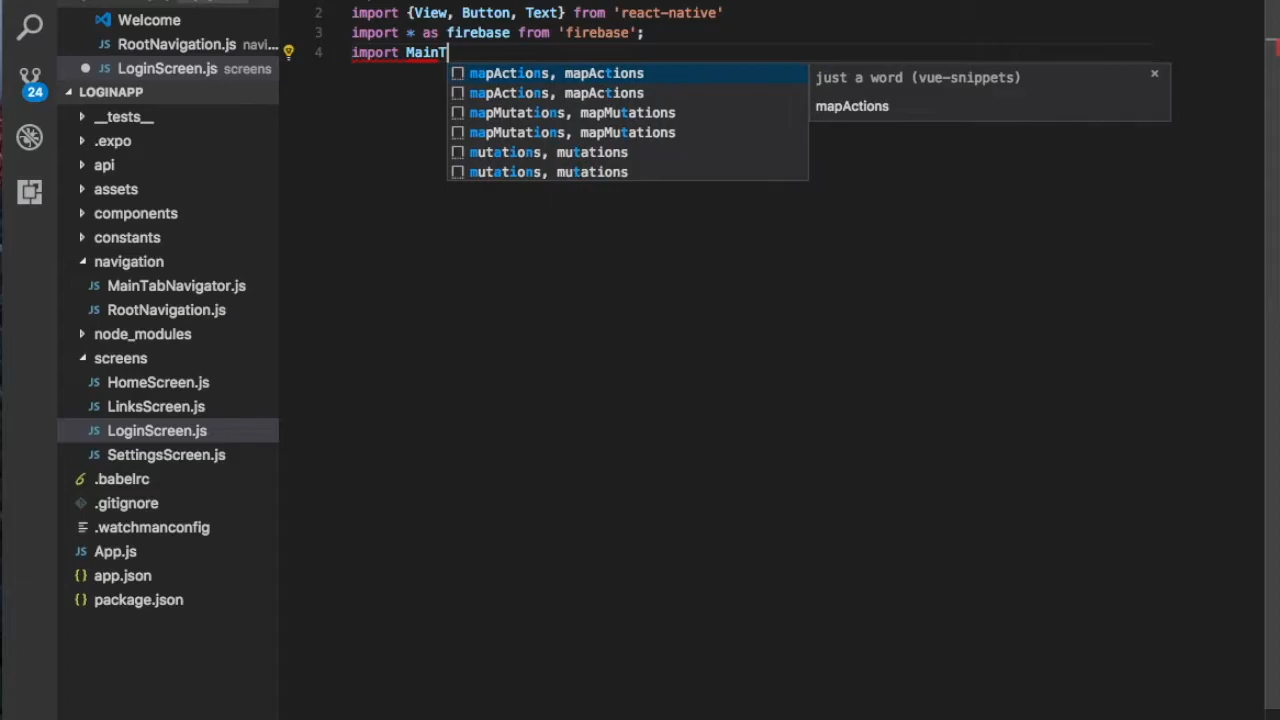 Welcome
RootNavigation.js navi...
LoginScreen.js screens
24
LOGINAPP
__tests__
.expo
api
assets
components
constants
navigation
MainTabNavigator.js
RootNavigation.js
node_modules
screens
HomeScreen.js
LinksScreen.js
LoginScreen.js
SettingsScreen.js
.babelrc
.gitignore
.watchmanconfig
App.js
app.json
package.json
2 import {View, Button, Text} from 'react-native'
3 import * as firebase from 'firebase';
4 import MainT
mapActions, mapActions
mapActions, mapActions
mapMutations, mapMutations
mapMutations, mapMutations
mutations, mutations
mutations, mutations
just a word (vue-snippets)
mapActions